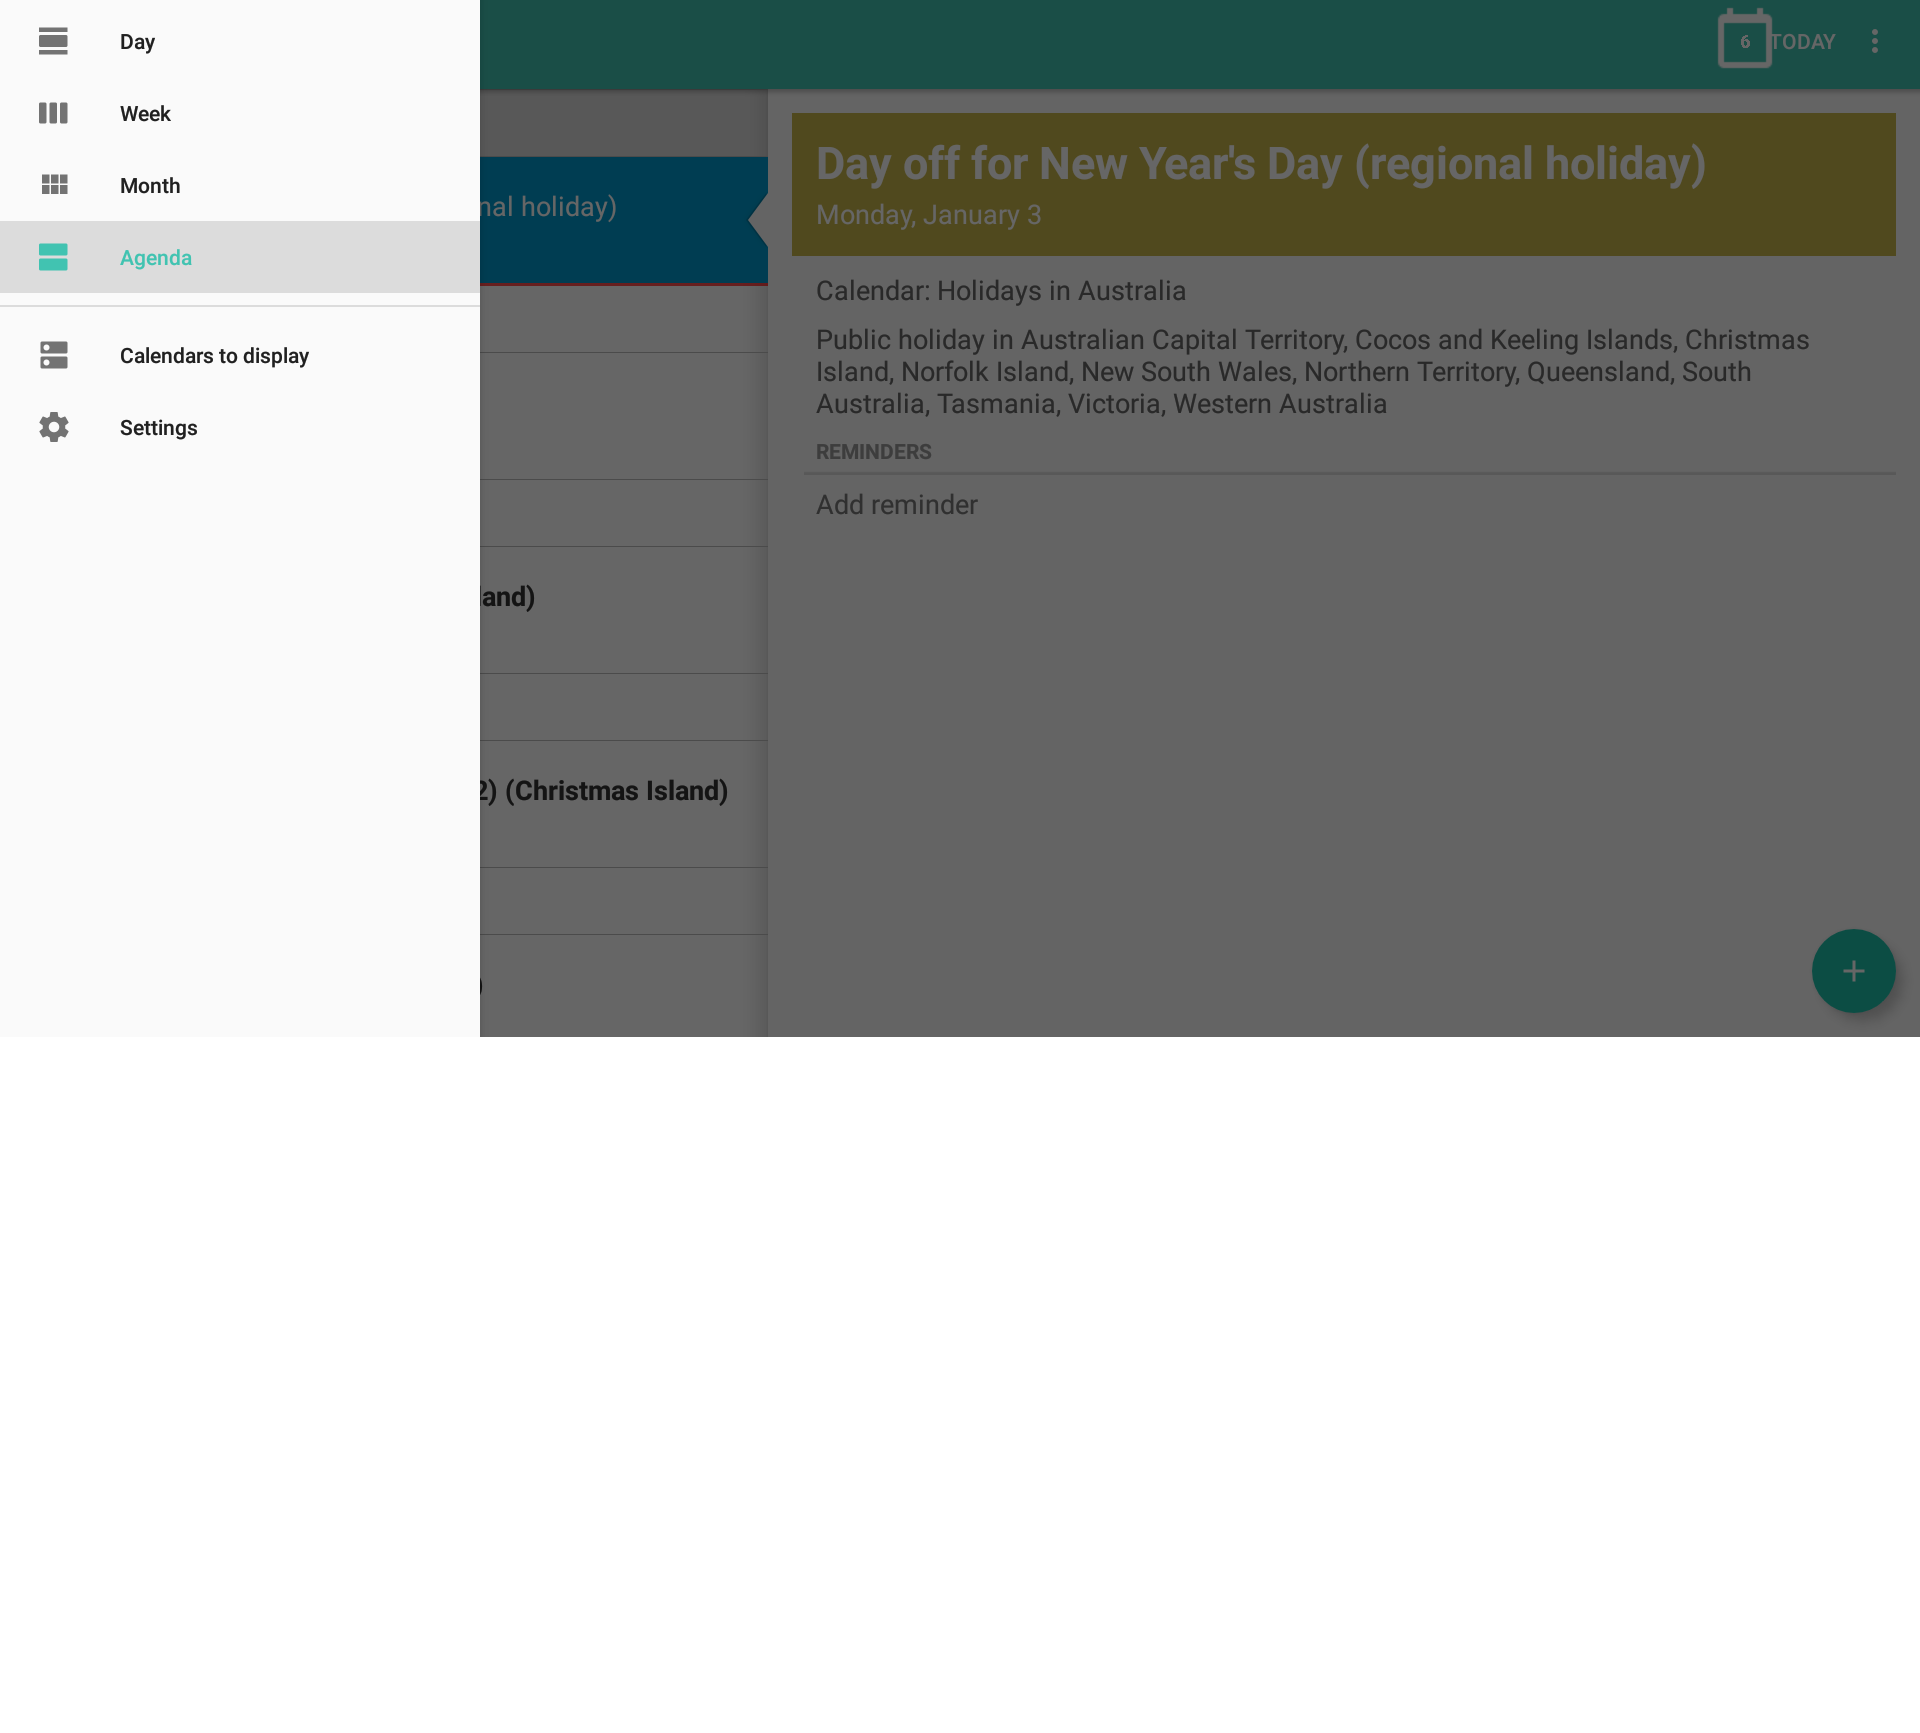 Day
Week
Month
Agenda
Calendars to display
Settings
6 TODAY
holiday)
(Christmas Island)
Day off for New Year's Day (regional holiday)
Monday, January 3
Calendar: Holidays in Australia
Public holiday in Australian Capital Territory, Cocos and Keeling Islands, Christmas
Island, Norfolk Island, New South Wales, Northern Territory, Queensland, South
Australia, Tasmania, Victoria, Western Australia
REMINDERS
Add reminder